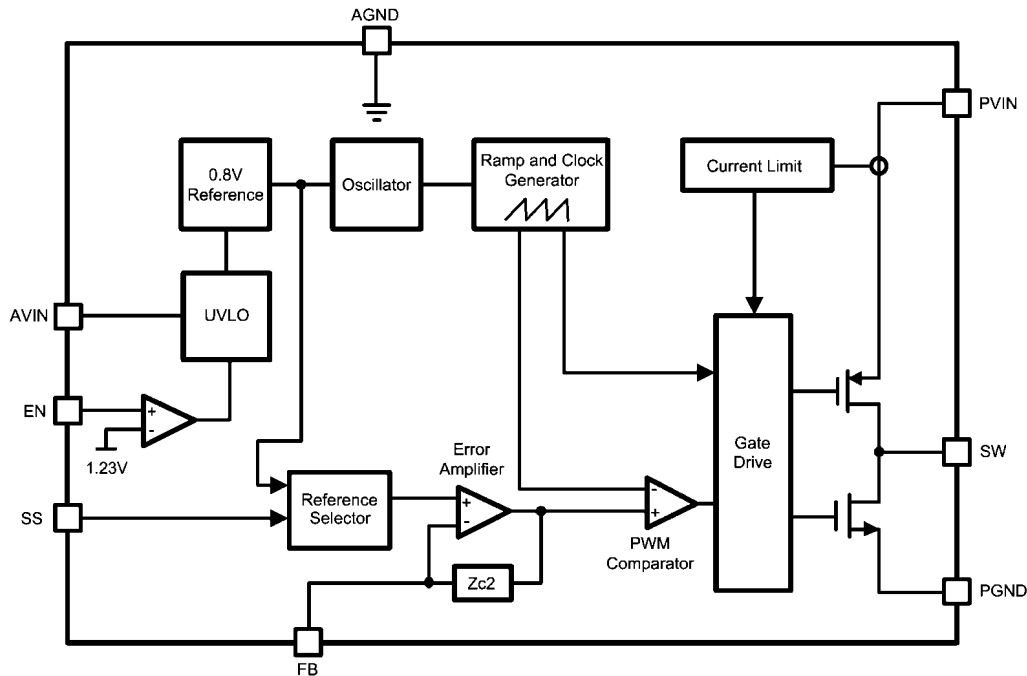 AGND
PVIN
0.8V
Reference
Oscillator
Ramp and Clock
Generator
Current Limit
AVIN
UVLO
EN
+
-
1.23V
Error
Amplifier
Gate
Drive
SW
SS
Reference
Selector
+
-
-
+
PWM
Comparator
Zc2
PGND
FB